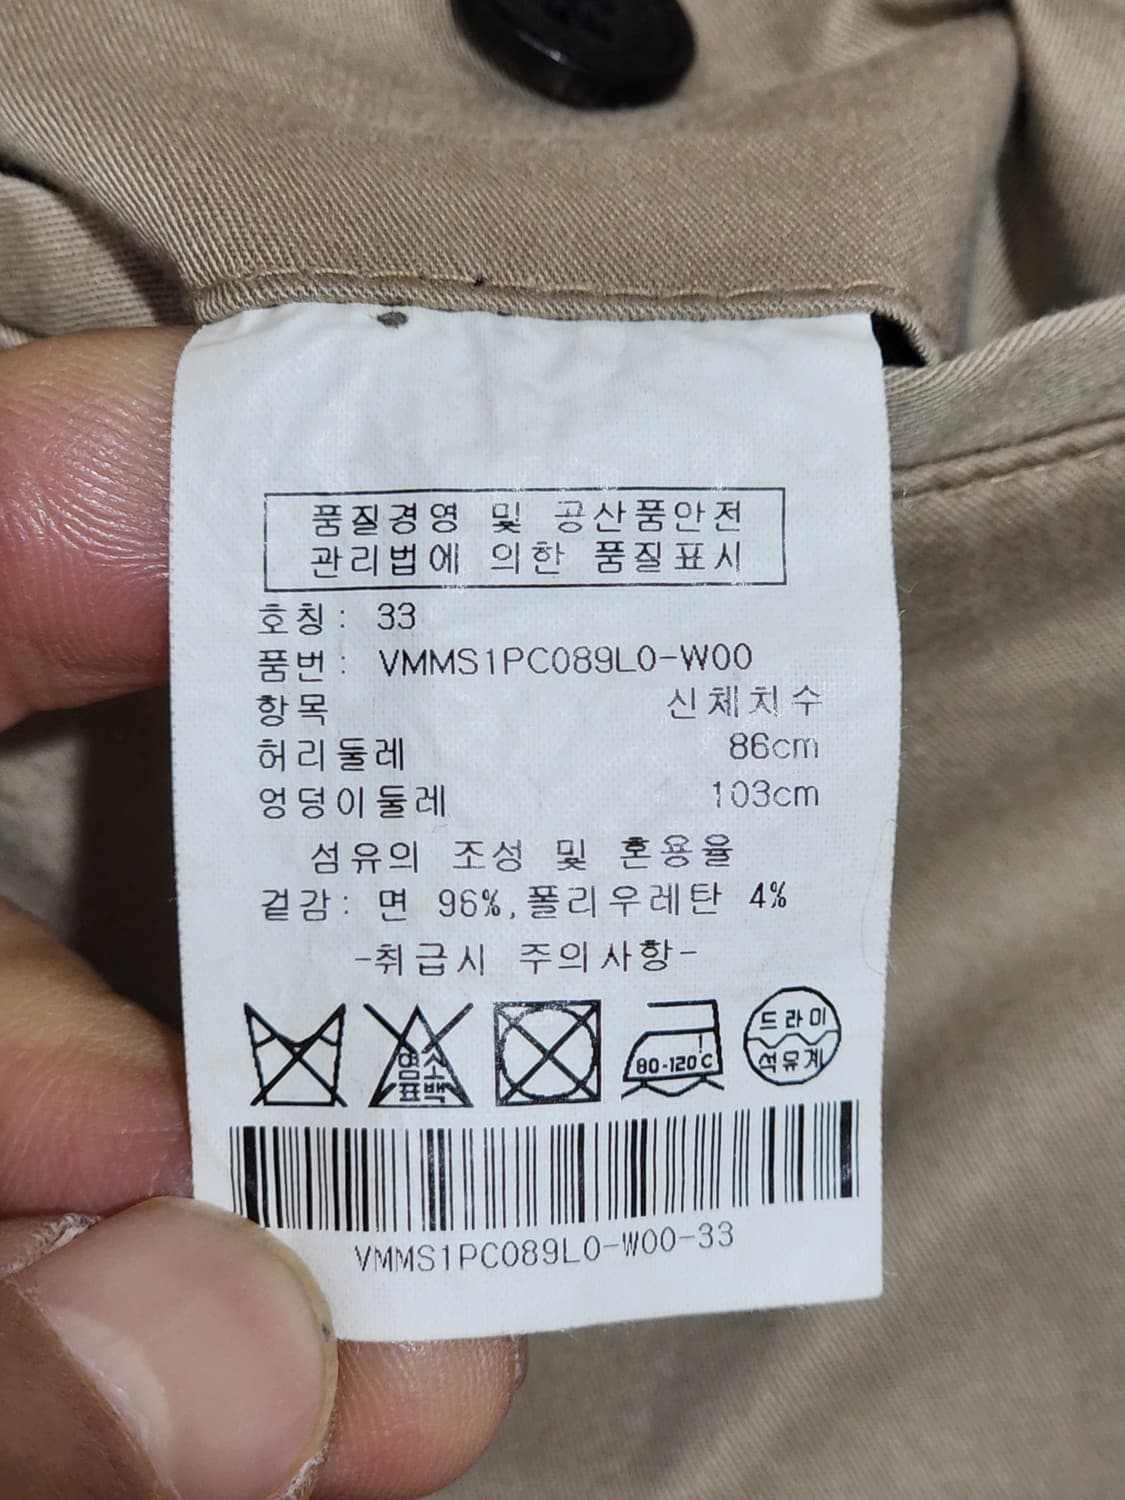 품질경영 및 공산품안전
관리법에 의한 품질표시
호칭: 33
품번: VMMS1PC089L0-W00
항목 신체치수
허리둘레 86cm
엉덩이둘레 103cm
섬유의 조성 및 혼용율
겉감: 면 96%,폴리우레탄 4%
-취급시 주의사항-
염소
표백
80-120℃
드라이
석유계
VMMS1PC089L0-W00-33